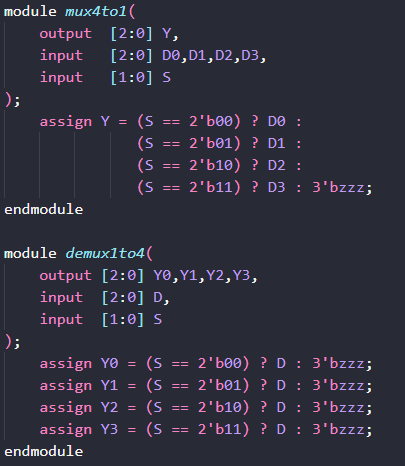 module mux4to1(
    output  [2:0] Y,
    input   [2:0] D0,D1,D2,D3,
    input   [1:0] S
);
    assign Y = (S == 2'b00) ? D0 :
               (S == 2'b01) ? D1 :
               (S == 2'b10) ? D2 :
               (S == 2'b11) ? D3 : 3'bzzz;
endmodule

module demux1to4(
    output [2:0] Y0,Y1,Y2,Y3,
    input  [2:0] D,
    input  [1:0] S
);
    assign Y0 = (S == 2'b00) ? D : 3'bzzz;
    assign Y1 = (S == 2'b01) ? D : 3'bzzz;
    assign Y2 = (S == 2'b10) ? D : 3'bzzz;
    assign Y3 = (S == 2'b11) ? D : 3'bzzz;
endmodule